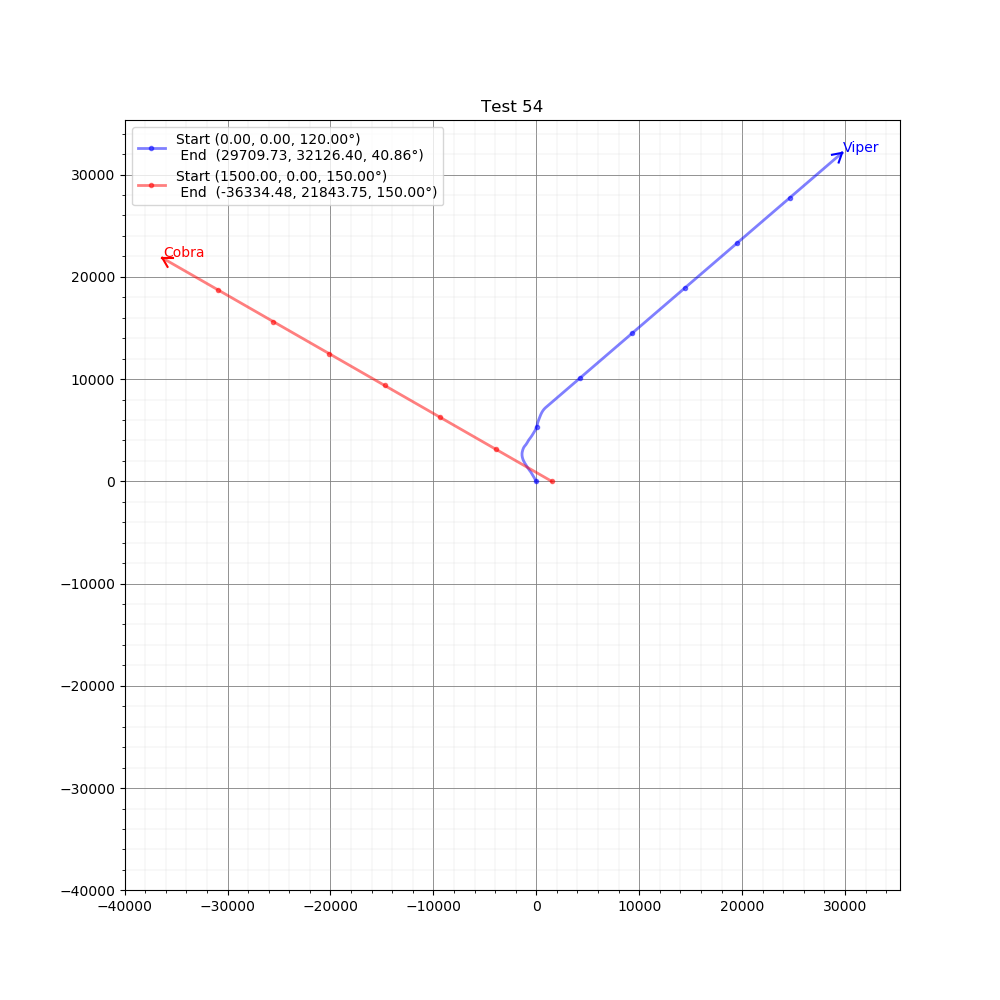 Test 54
Start (0.00, 0.00, 120.00°)
End  (29709.73, 32126.40, 40.86°)
Start (1500.00, 0.00, 150.00°)
End  (-36334.48, 21843.75, 150.00°)
Viper
Cobra
30000
20000
10000
0
−10000
−20000
−30000
−40000
−40000 −30000 −20000 −10000 0 10000 20000 30000